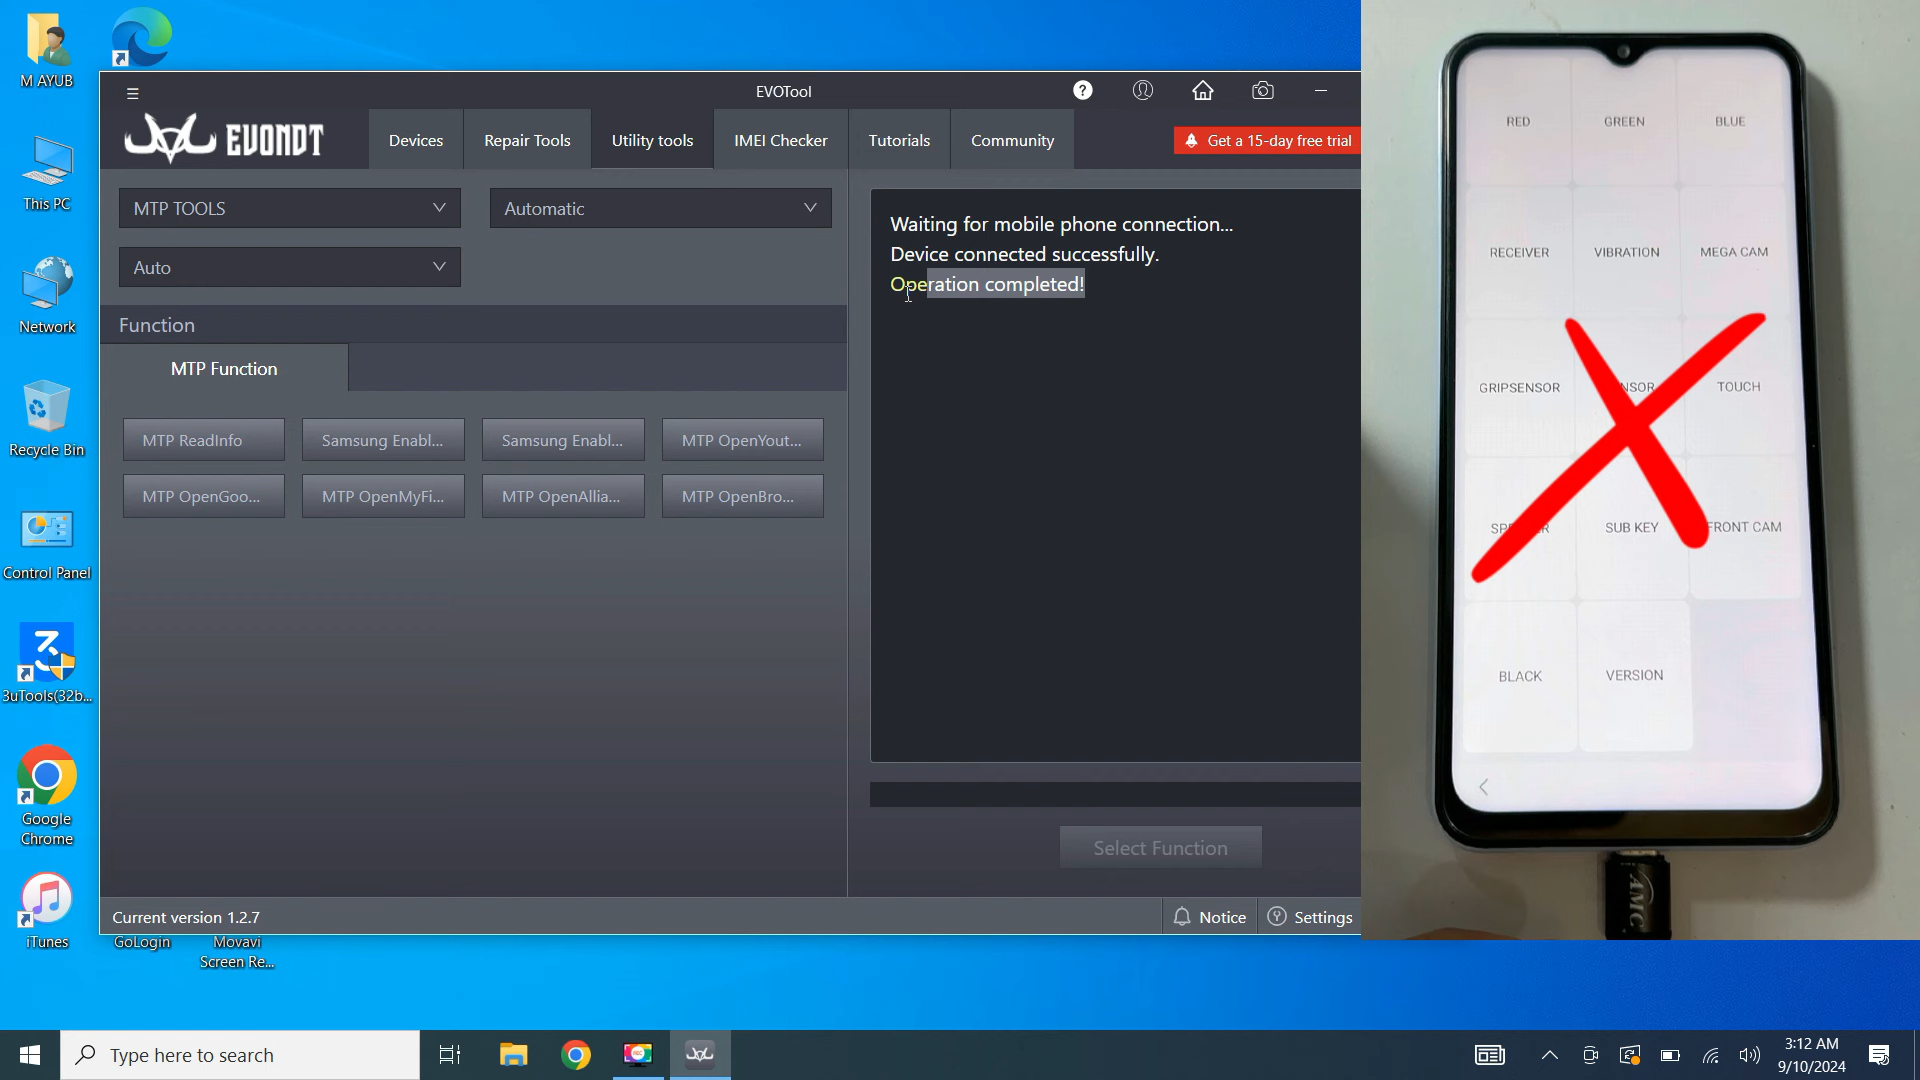 M AYUB
This PC
Network
Recycle Bin
Control Panel
3uTools(32b...
Google
Chrome
iTunes
GoLogin
Movavi
Screen Re...
EVOTool
EVONDT
Devices
Repair Tools
Utility tools
IMEI Checker
Tutorials
Community
Get a 15-day free trial
MTP TOOLS
Automatic
Auto
Function
MTP Function
MTP ReadInfo
Samsung Enabl...
Samsung Enabl...
MTP OpenYout...
MTP OpenGoo...
MTP OpenMyFi...
MTP OpenAllia...
MTP OpenBro...
Waiting for mobile phone connection...
Device connected successfully.
Operation completed!
Select Function
Current version 1.2.7
Notice
Settings
RED
GREEN
BLUE
RECEIVER
VIBRATION
MEGA CAM
GRIPSENSOR
TOUCH
SUB KEY
FRONT CAM
BLACK
VERSION
AMC
Type here to search
3:12 AM
9/10/2024